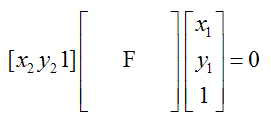 [x₂ y₂ 1] [ F ] [x₁ y₁ 1] = 0